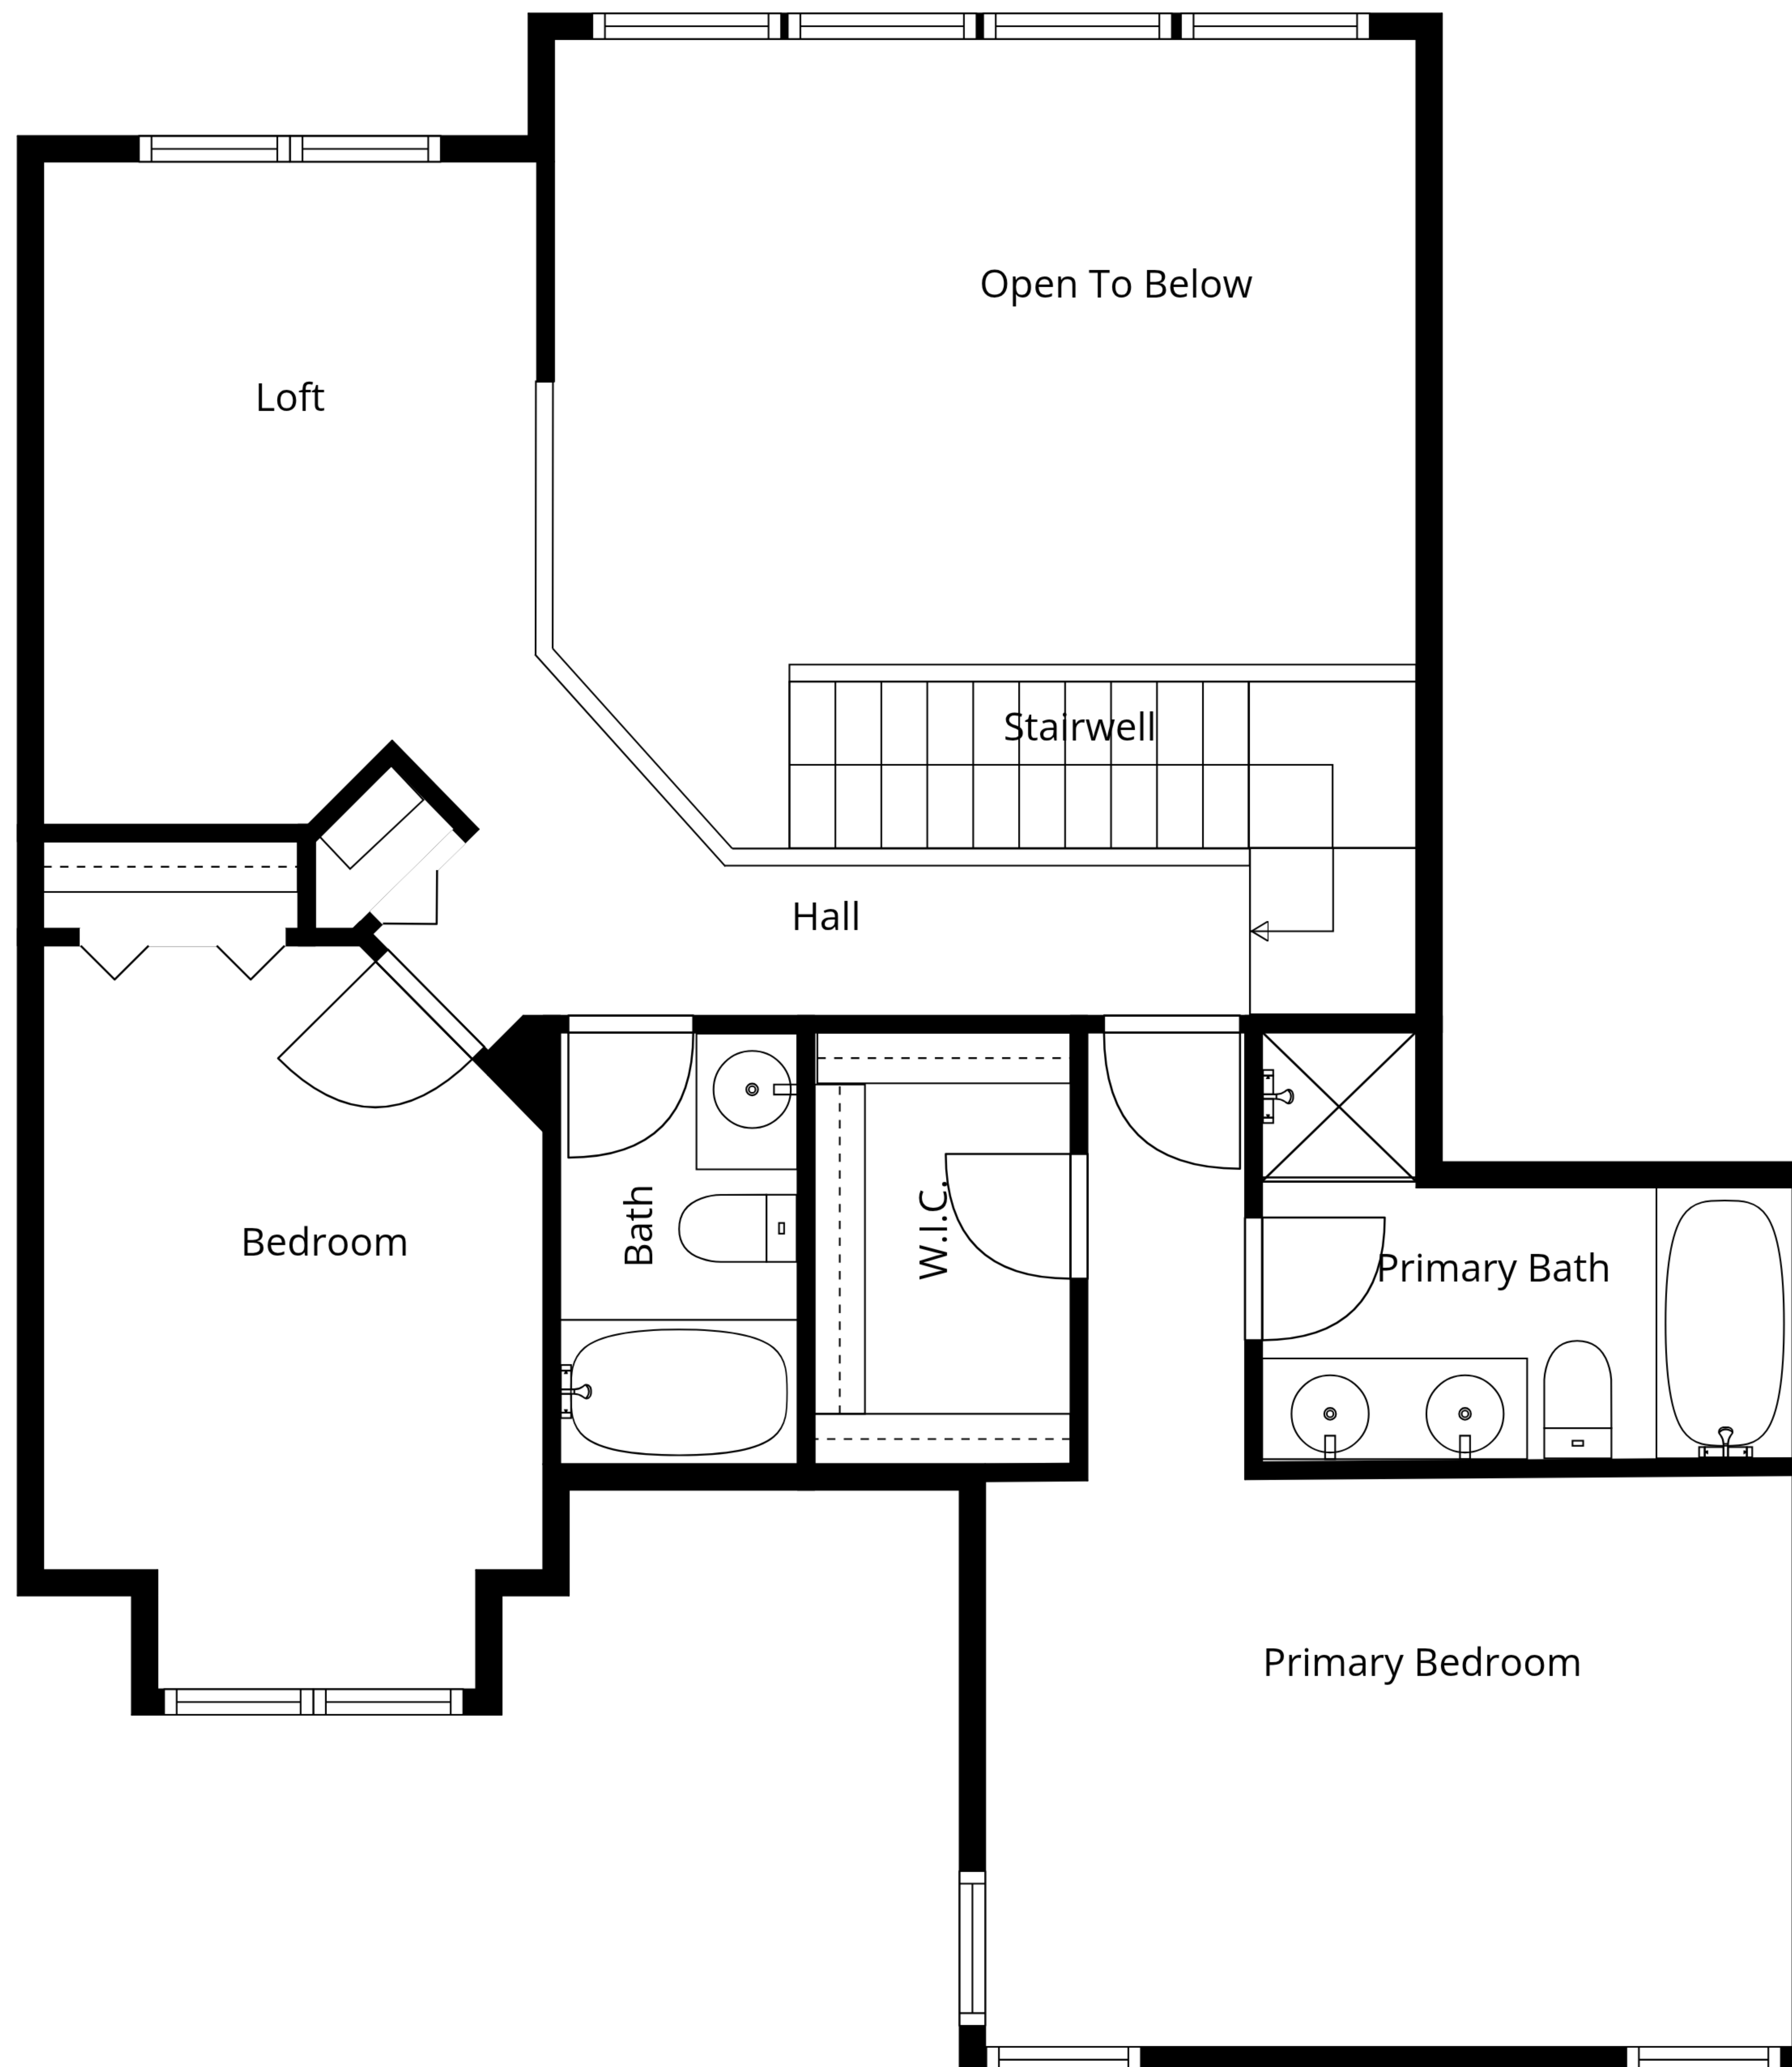 Open To Below
Loft
Stairwell
Hall
Bedroom
Bath
W.I.C.
Primary Bath
Primary Bedroom